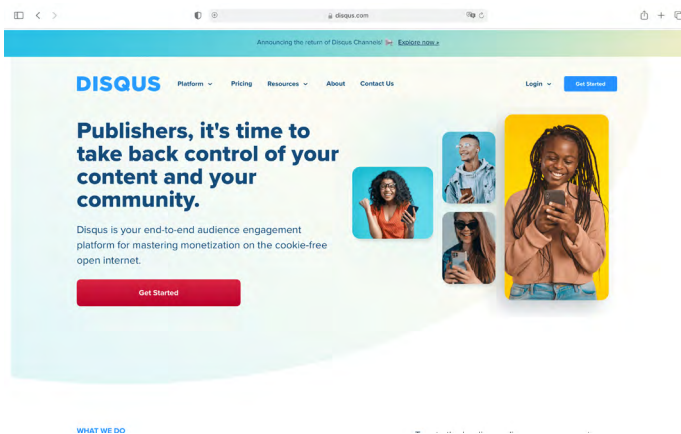 disqus.com
Announcing the return of Disqus Channels! Explore now »
DISQUS Platform Pricing Resources About Contact Us Login Get Started
Publishers, it's time to
take back control of your
content and your
community.
Disqus is your end-to-end audience engagement
platform for mastering monetization on the cookie-free
open internet.
Get Started
WHAT WE DO